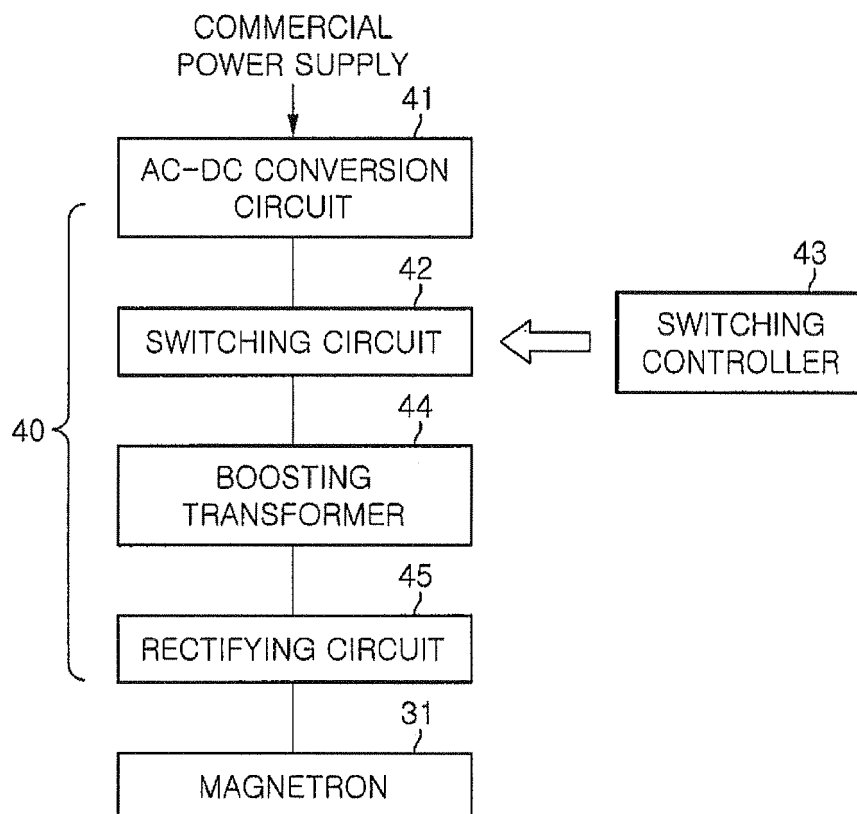 COMMERCIAL
POWER SUPPLY
41
AC-DC CONVERSION
CIRCUIT
42
43
SWITCHING CIRCUIT
SWITCHING
CONTROLLER
40
44
BOOSTING
TRANSFORMER
45
RECTIFYING CIRCUIT
31
MAGNETRON